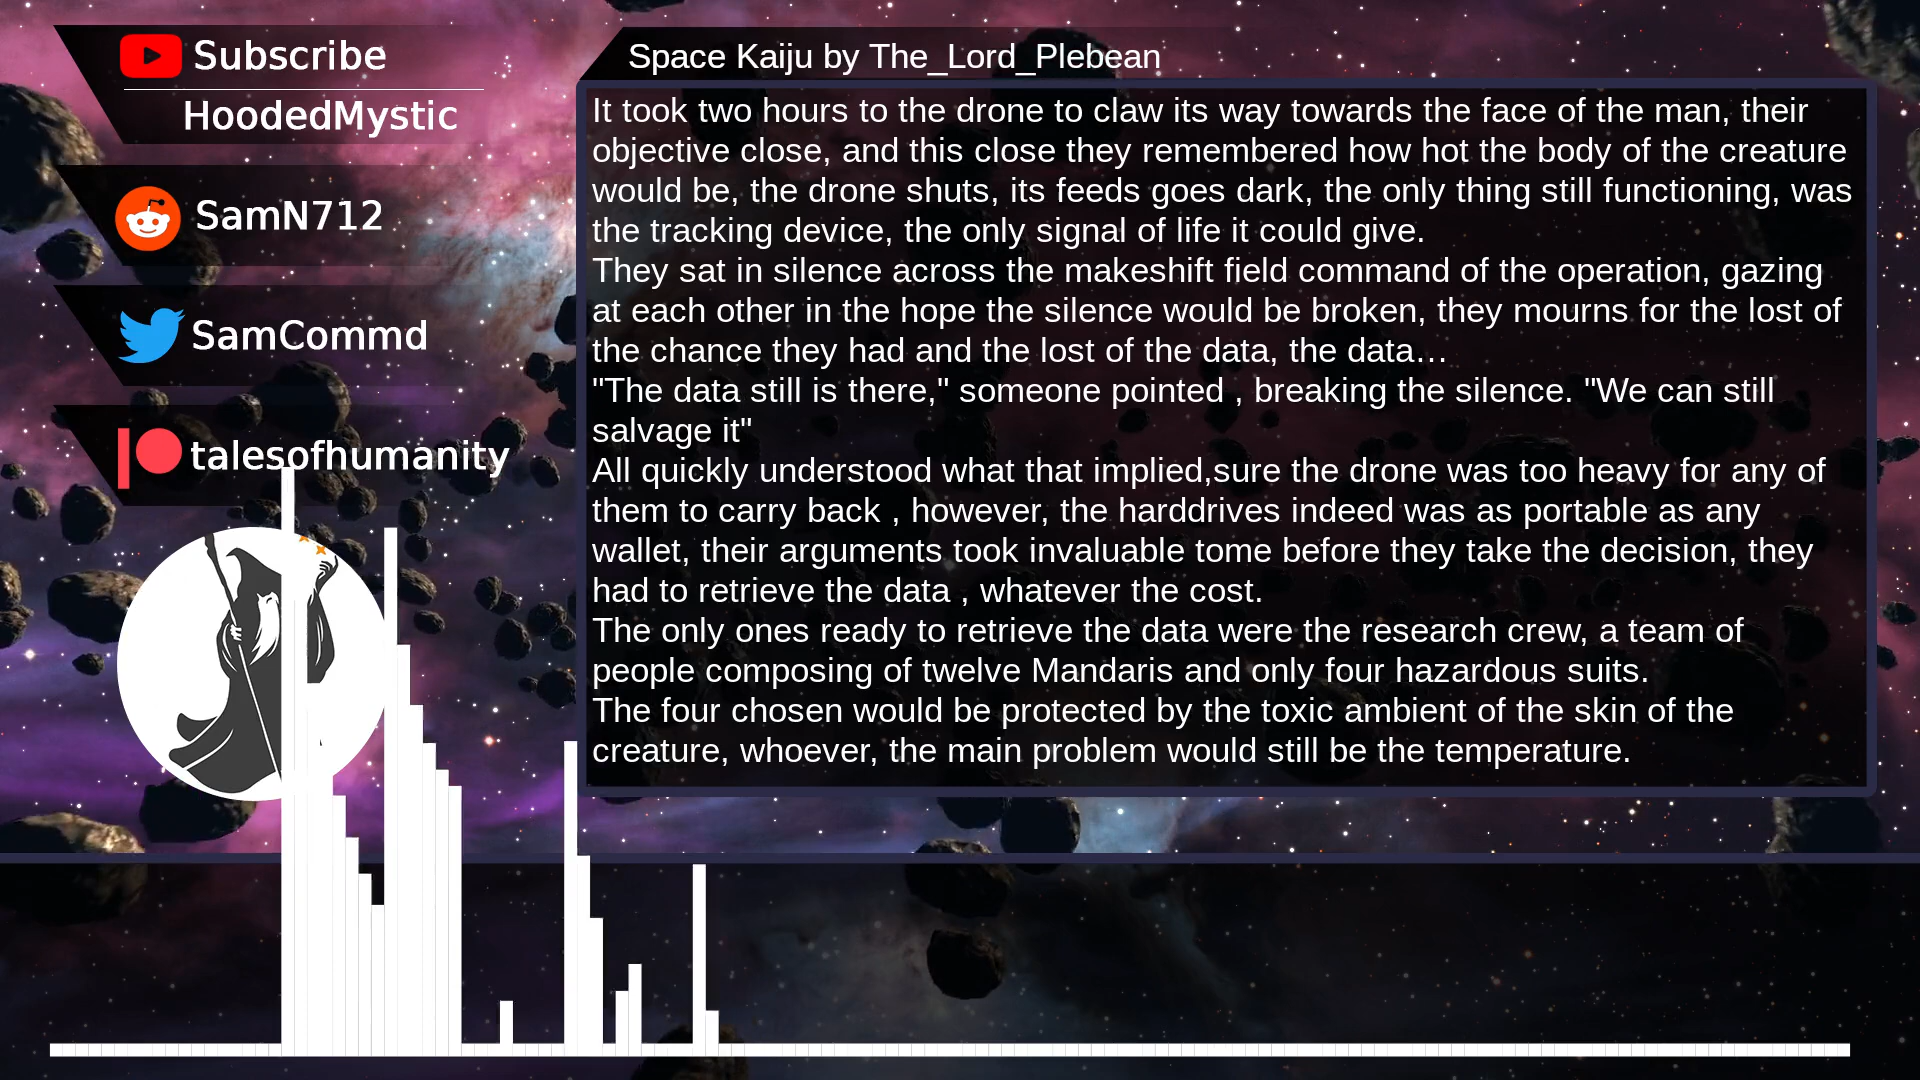 Subscribe
HoodedMystic
SamN712
SamCommd
talesofhumanity
Space Kaiju by The_Lord_Plebean
It took two hours to the drone to claw its way towards the face of the man, their
objective close, and this close they remembered how hot the body of the creature
would be, the drone shuts, its feeds goes dark, the only thing still functioning, was
the tracking device, the only signal of life it could give.
They sat in silence across the makeshift field command of the operation, gazing
at each other in the hope the silence would be broken, they mourns for the lost of
the chance they had and the lost of the data, the data…
"The data still is there," someone pointed , breaking the silence. "We can still
salvage it"
All quickly understood what that implied,sure the drone was too heavy for any of
them to carry back , however, the harddrives indeed was as portable as any
wallet, their arguments took invaluable tome before they take the decision, they
had to retrieve the data , whatever the cost.
The only ones ready to retrieve the data were the research crew, a team of
people composing of twelve Mandaris and only four hazardous suits.
The four chosen would be protected by the toxic ambient of the skin of the
creature, whoever, the main problem would still be the temperature.